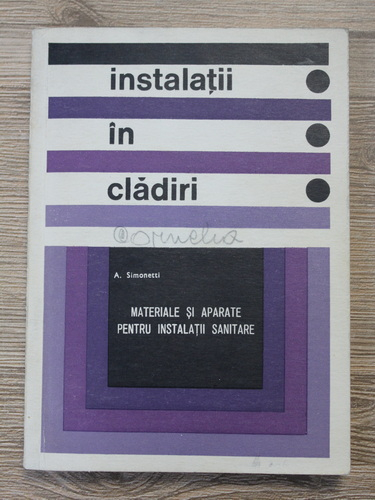 instalații
în
clădiri
Cornelia
A. Simonetti
MATERIALE ȘI APARATE
PENTRU INSTALAȚII SANITARE